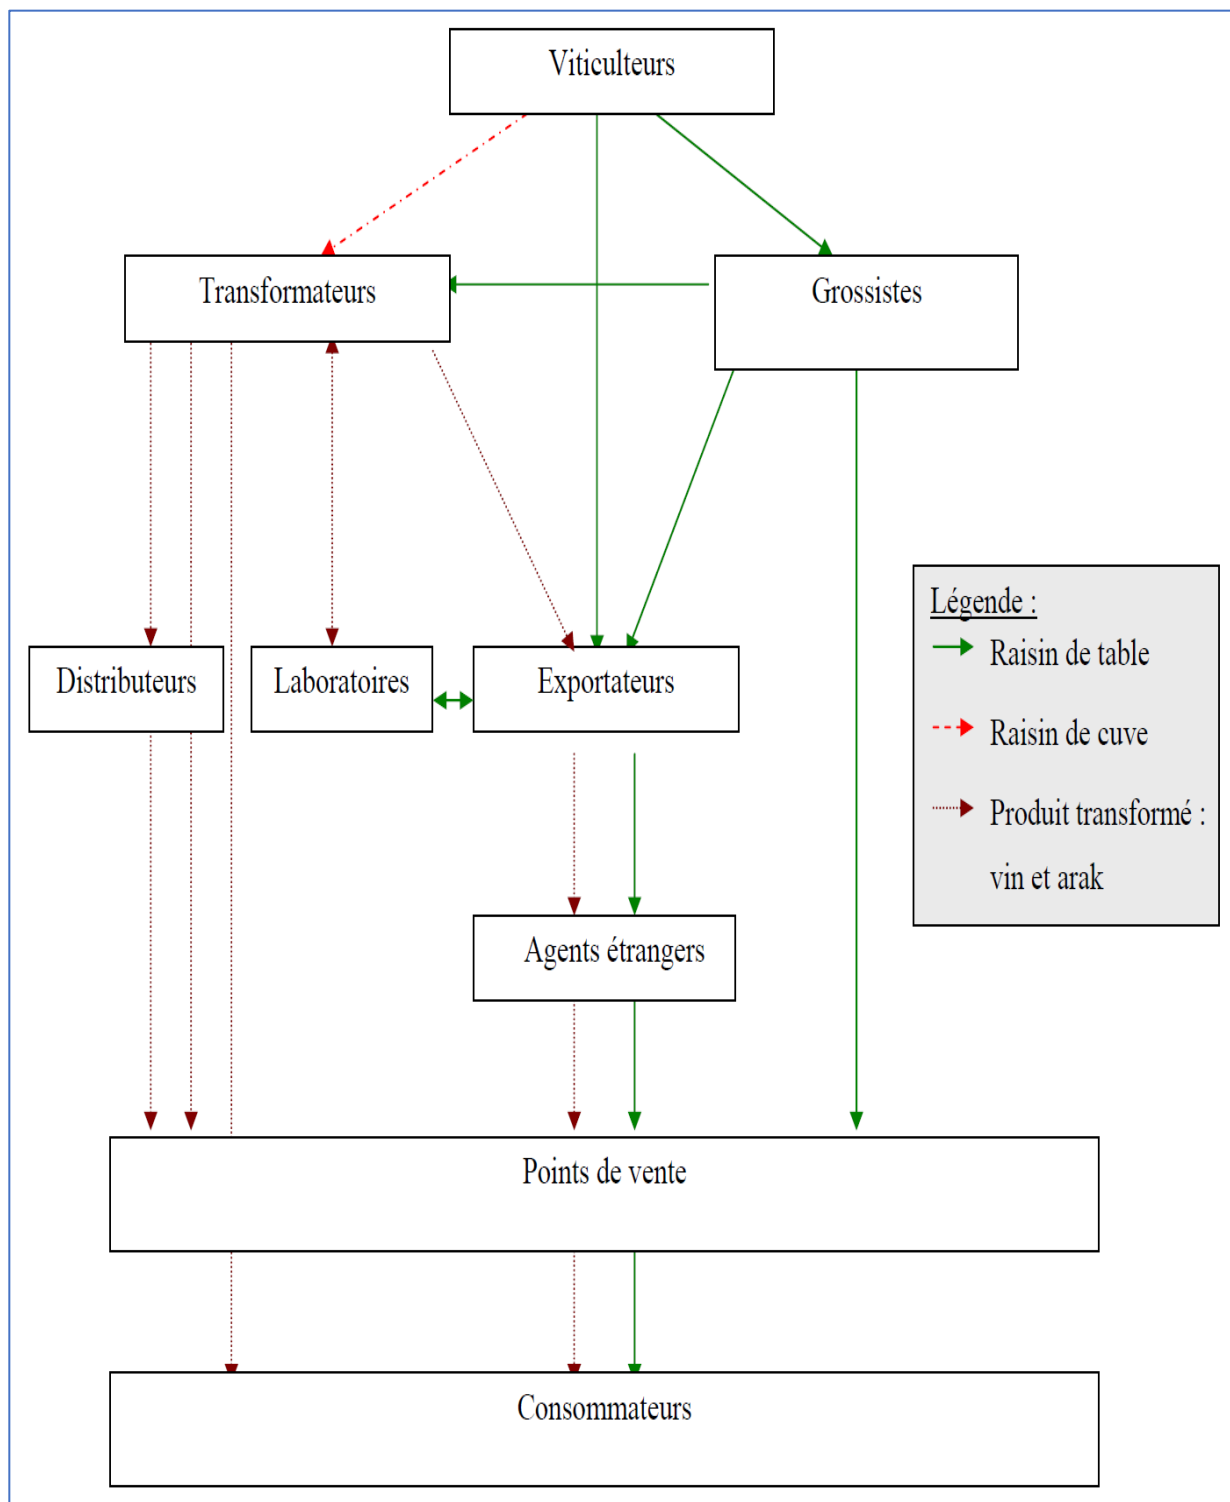 Viticulteurs
Transformateurs
Grossistes
Distributeurs
Laboratoires
Exportateurs
Légende :
Raisin de table
Raisin de cuve
Produit transformé :
vin et arak
Agents étrangers
Points de vente
Consommateurs